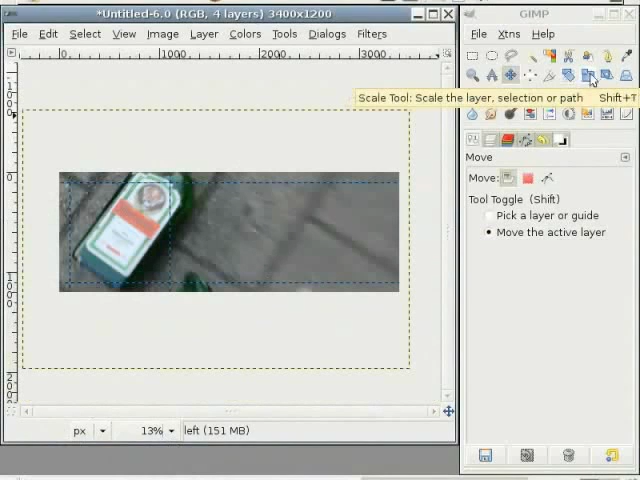 *Untitled-6.0 (RGB, 4 layers) 3400x1200
File Edit Select View Image Layer Colors Tools Dialogs Filters
0 1000 2000 3000
px 13% left (151 MB)
GIMP
File Xtns Help
Scale Tool: Scale the layer, selection or path Shift+T
Move
Move:
Tool Toggle (Shift)
Pick a layer or guide
Move the active layer